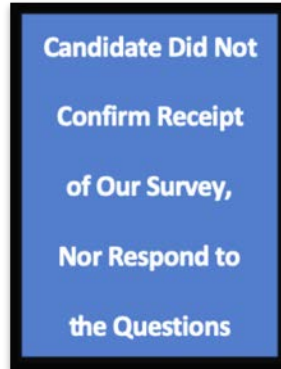 Candidate Did Not
Confirm Receipt
of Our Survey,
Nor Respond to
the Questions